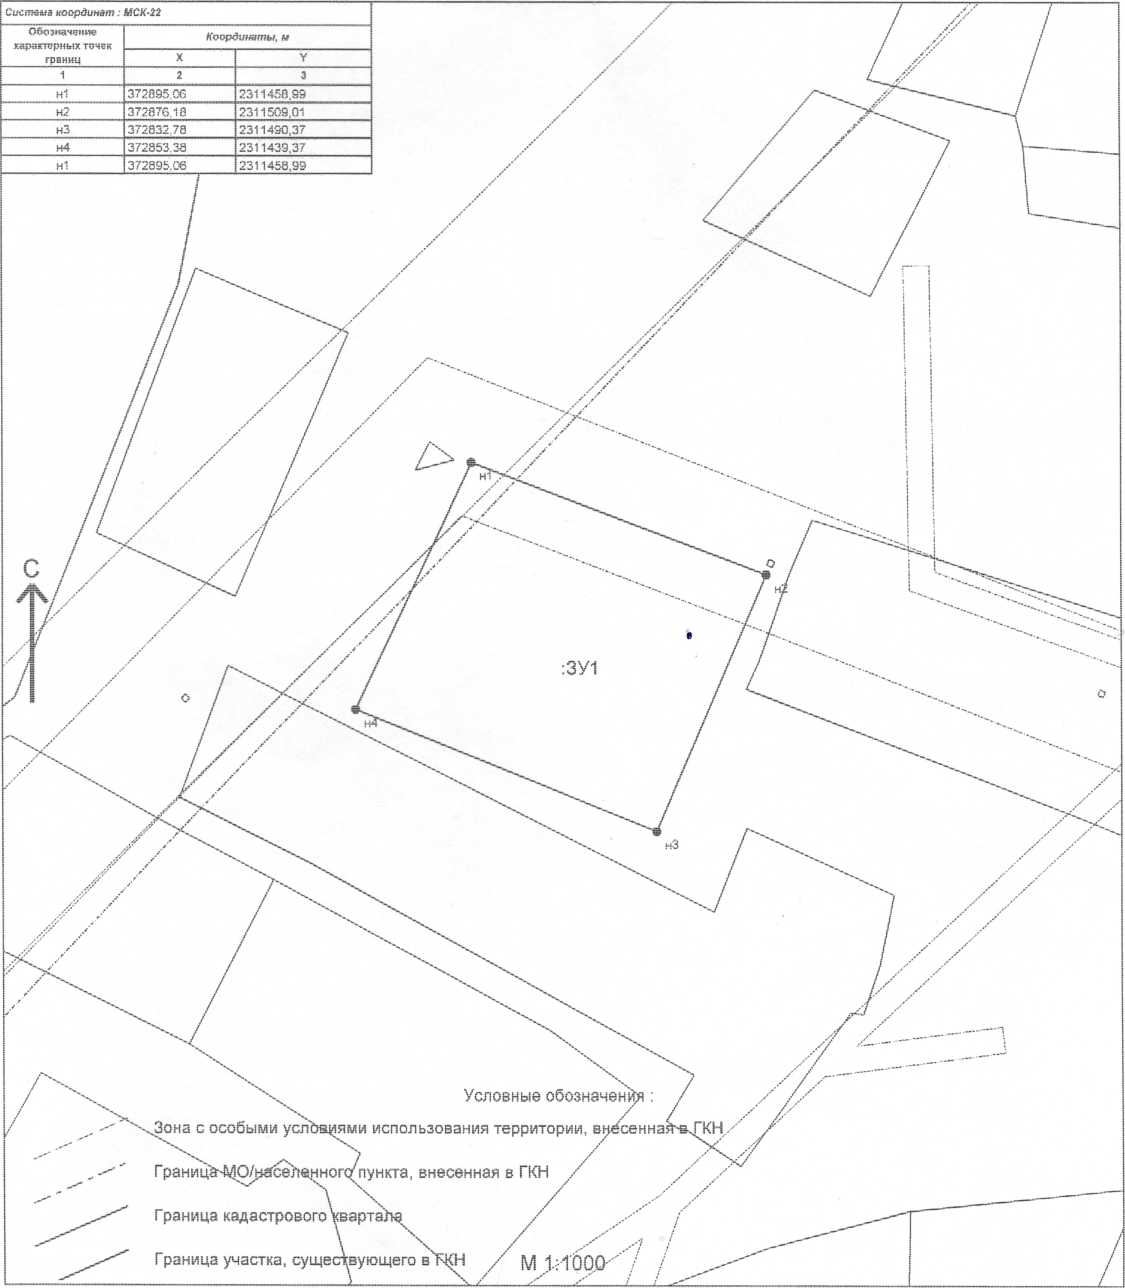 Система координат : МСК-22
Обозначение характерных точек границ Координаты, м
X Y
1 2 3
н1 372895,06 2311458,99
н2 372876,18 2311509,01
н3 372832,78 2311490,37
н4 372853,38 2311439,37
н1 372895,06 2311458,99
н1
С
н2
:ЗУ1
н4
н3
Условные обозначения :
Зона с особыми условиями использования территории, внесенная в ГКН
Граница МО/населенного пункта, внесенная в ГКН
Граница кадастрового квартала
Граница участка, существующего в ГКН
М 1:1000